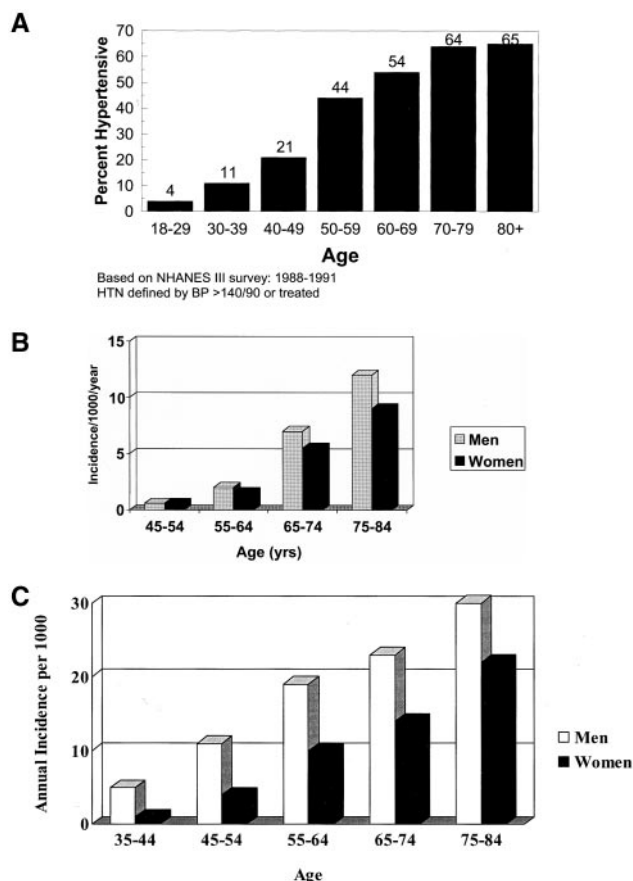 A
Percent Hypertensive
70
60
50
40
30
20
10
0
4
11
21
44
54
64
65
18-29 30-39 40-49 50-59 60-69 70-79 80+
Age
Based on NHANES III survey: 1988-1991
HTN defined by BP >140/90 or treated
B
Incidence/1000/year
15
10
5
0
45-54 55-64 65-74 75-84
Age (yrs)
Men
Women
C
Annual Incidence per 1000
30
20
10
0
35-44 45-54 55-64 65-74 75-84
Age
Men
Women